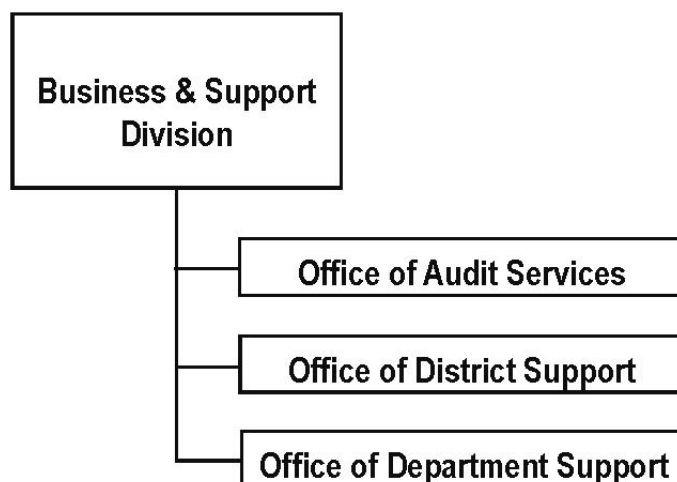 Business & Support
Division
Office of Audit Services
Office of District Support
Office of Department Support